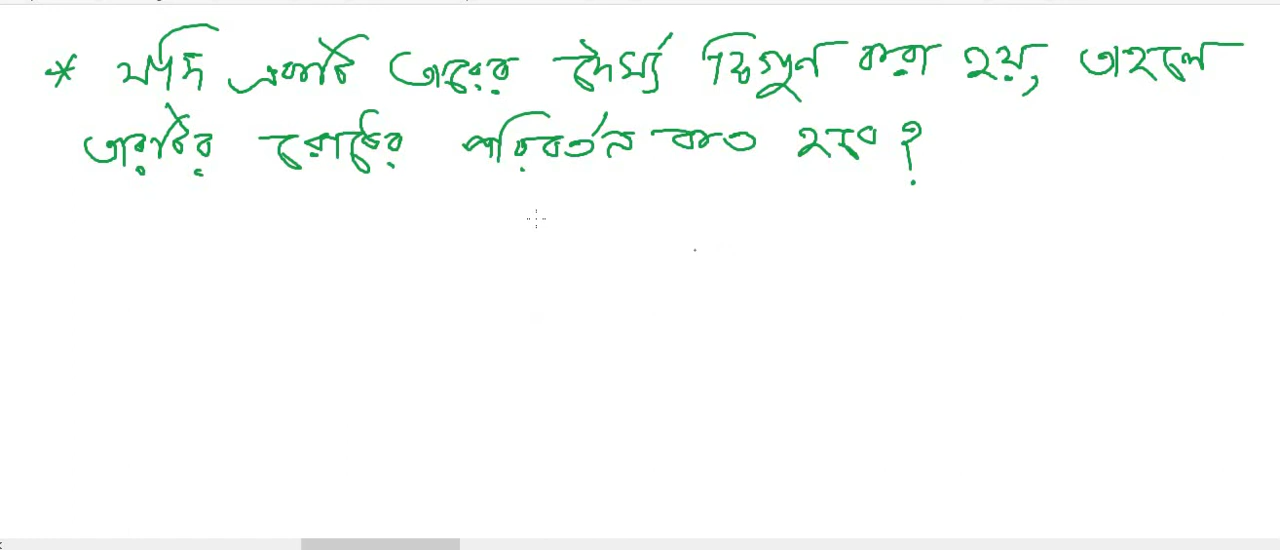 * যদি একটি তারের দৈর্ঘ্য দ্বিগুন করা হয়, তাহলে
তারটির রোধের পরিবর্তন কত হবে ?